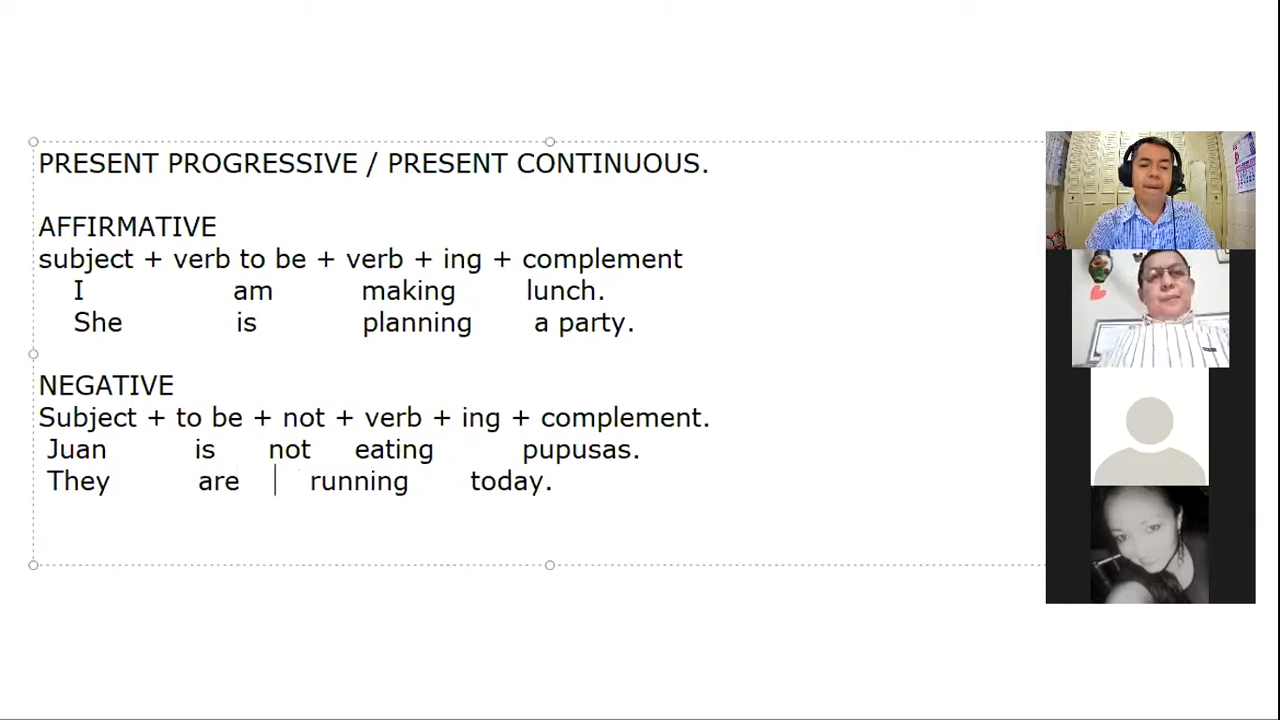 PRESENT PROGRESSIVE / PRESENT CONTINUOUS.
AFFIRMATIVE
subject + verb to be + verb + ing + complement
I am making lunch.
She is planning a party.
NEGATIVE
Subject + to be + not + verb + ing + complement.
Juan is not eating pupusas.
They are running today.